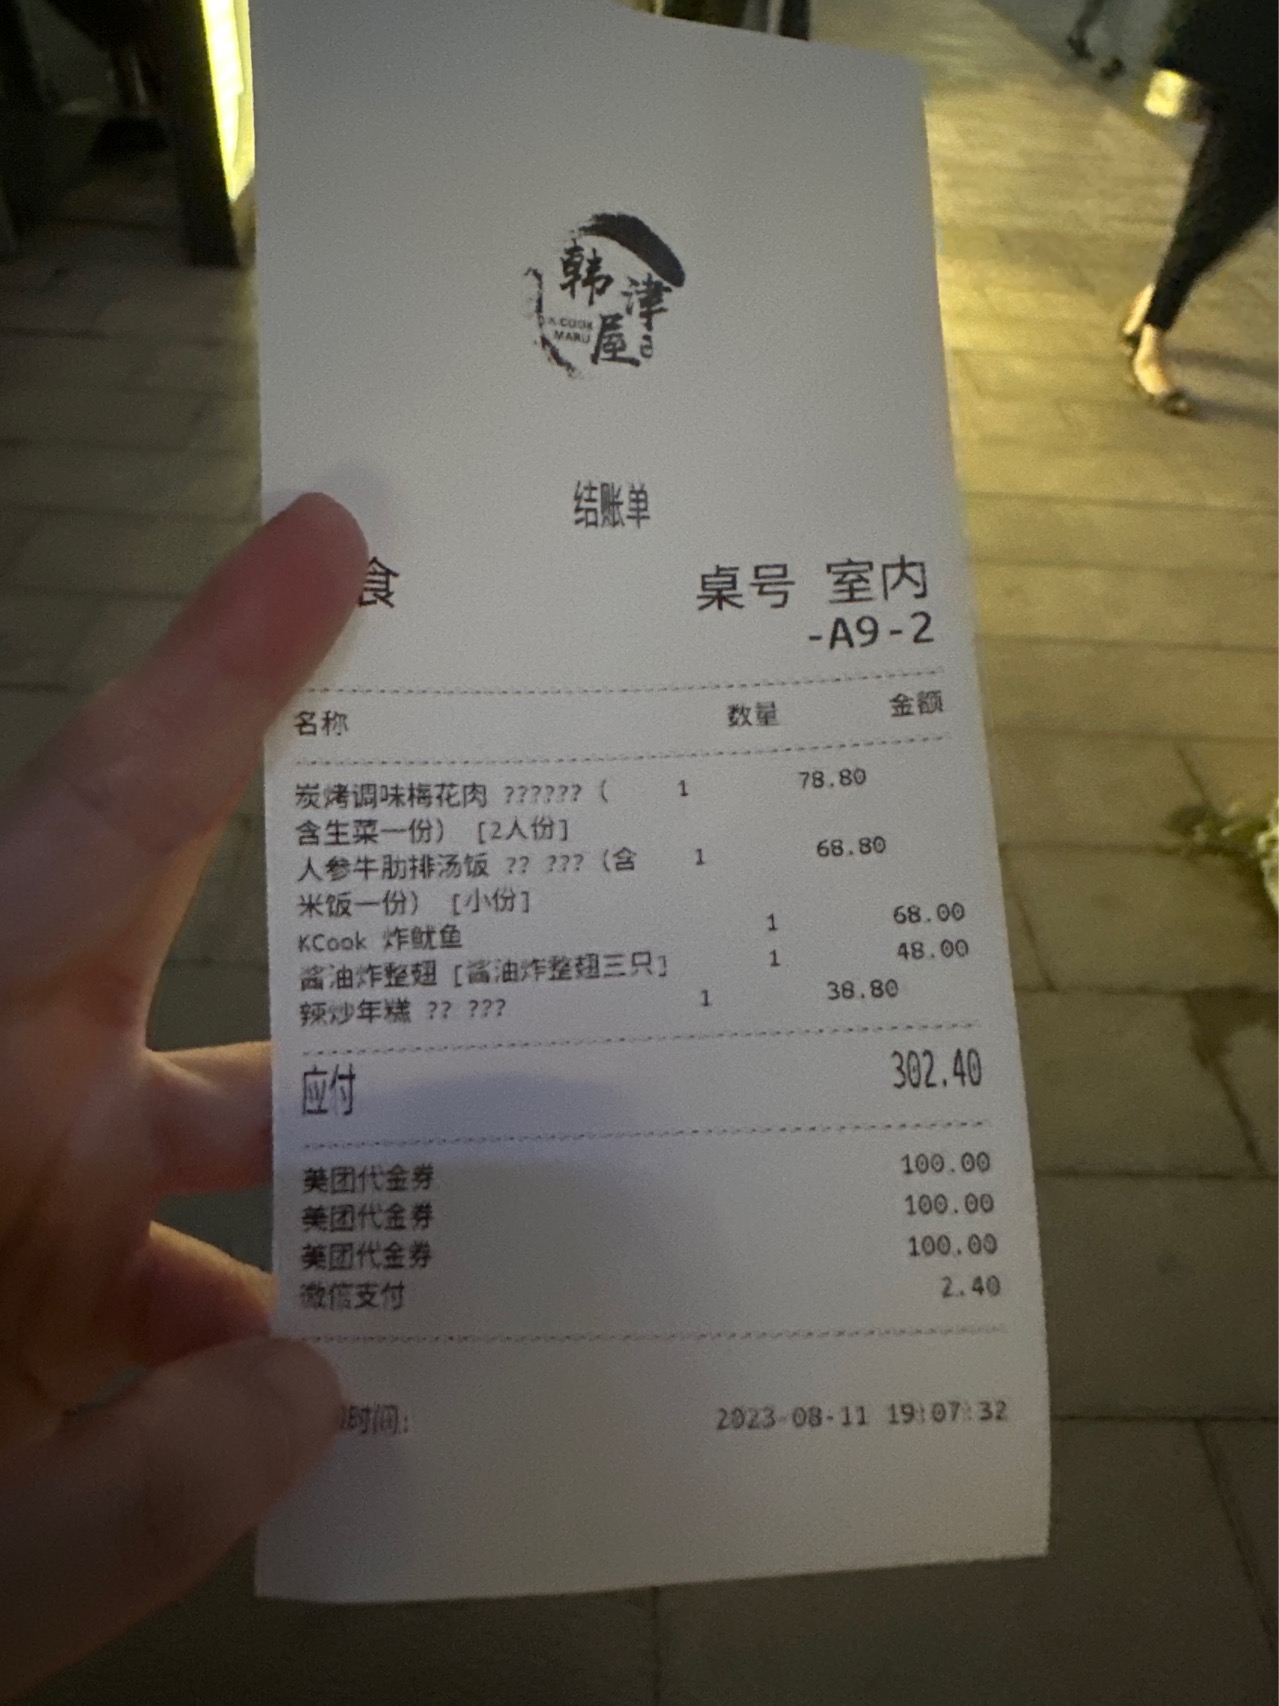 韩津屋
K-COOK
MARU
结账单
食 桌号 室内
-A9-2
名称 数量 金额
炭烤调味梅花肉 ?????? ( 1 78.80
含生菜一份) [2人份]
人参牛肋排汤饭 ?? ??? (含 1 68.80
米饭一份) [小份]
KCook 炸鱿鱼 1 68.00
酱油炸整翅 [酱油炸整翅三只] 1 48.00
辣炒年糕 ?? ??? 1 38.80
应付 302.40
美团代金券 100.00
美团代金券 100.00
美团代金券 100.00
微信支付 2.40
时间: 2023-08-11 19:07:32